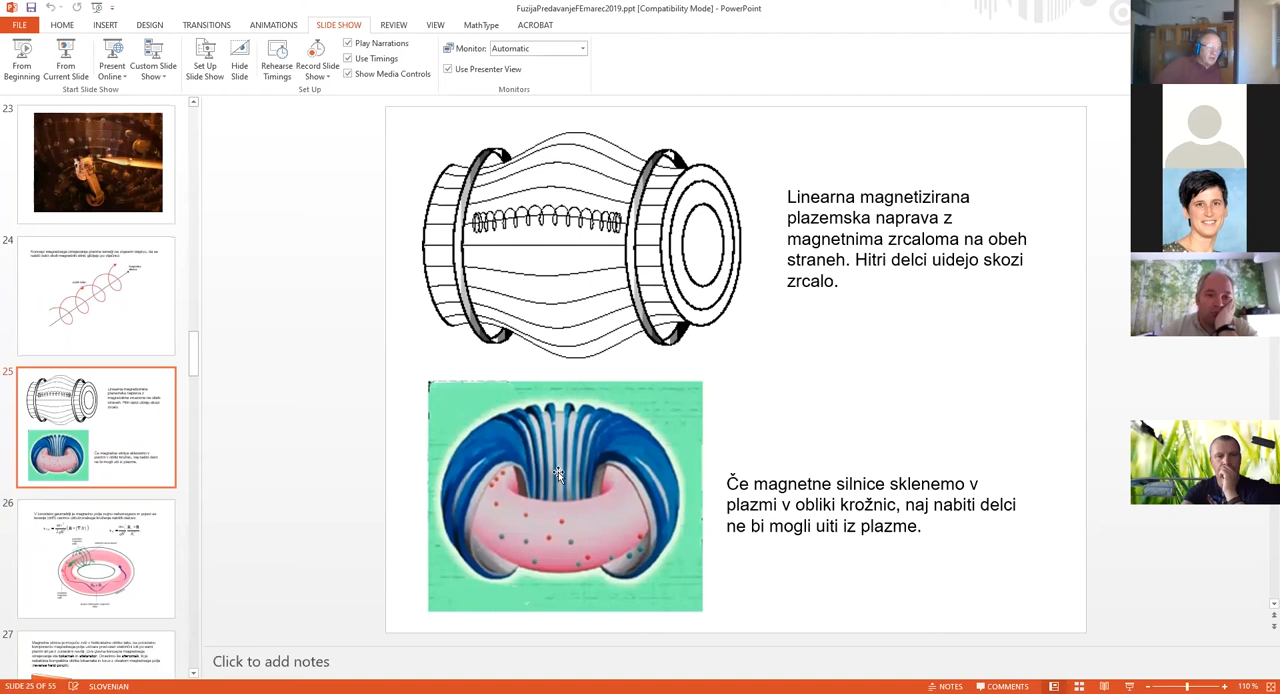 FuzijaPredavanjeFEmarec2019.ppt [Compatibility Mode] - PowerPoint
FILE HOME INSERT DESIGN TRANSITIONS ANIMATIONS SLIDE SHOW REVIEW VIEW MathType ACROBAT
From Beginning
From Current Slide
Present Online
Custom Slide Show
Set Up Slide Show
Hide Slide
Rehearse Timings
Record Slide Show
Play Narrations
Use Timings
Show Media Controls
Monitor: Automatic
Use Presenter View
Start Slide Show
Set Up
Monitors
23
24
25
26
27
Linearna magnetizirana
plazemska naprava z
magnetnima zrcaloma na obeh
straneh. Hitri delci uidejo skozi
zrcalo.
Če magnetne silnice sklenemo v
plazmi v obliki krožnic, naj nabiti delci
ne bi mogli uiti iz plazme.
Click to add notes
SLIDE 25 OF 55 SLOVENIAN NOTES COMMENTS 110 %